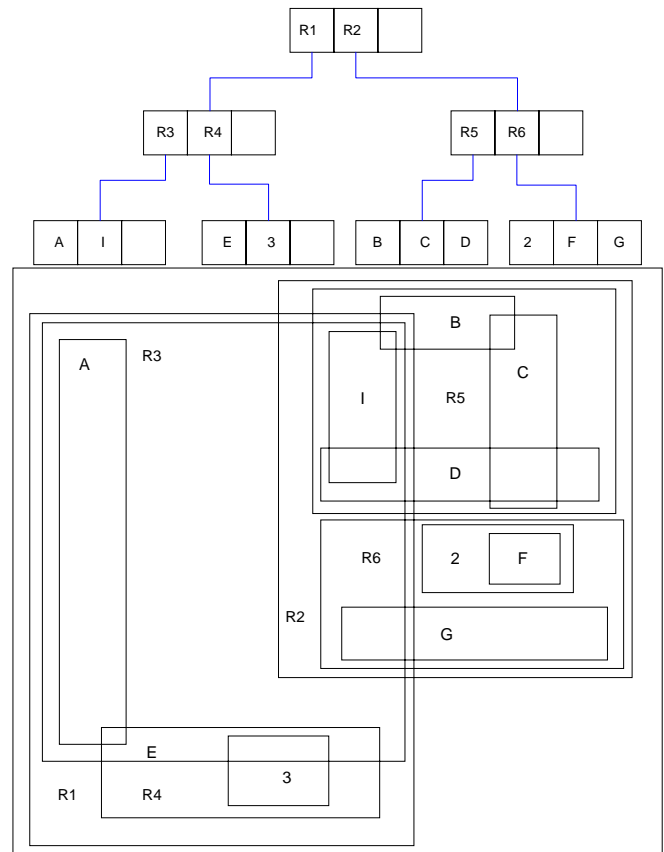 R1 R2
R3 R4 R5 R6
A I E 3 B C D 2 F G
B
A R3 C
I R5
D
R6 2 F
R2
G
E
3
R1 R4